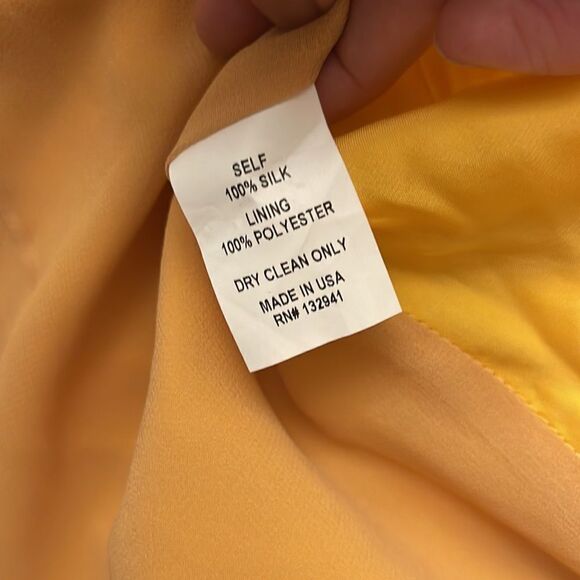 SELF
100% SILK
LINING
100% POLYESTER
DRY CLEAN ONLY
MADE IN USA
RN# 132941